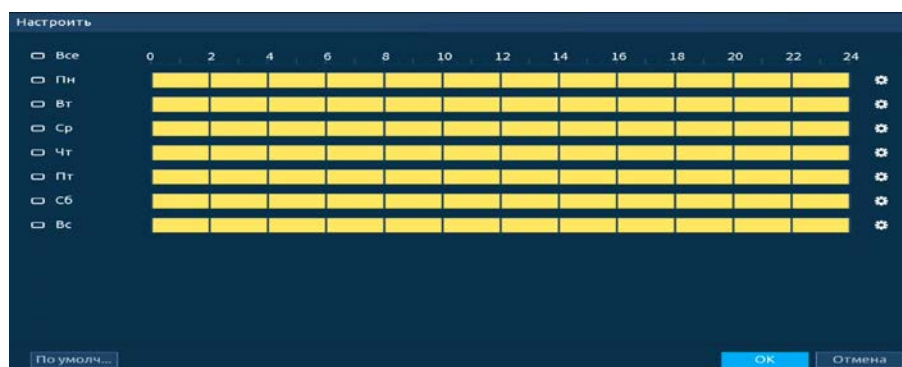 Настроить
Все 0 2 4 6 8 10 12 14 16 18 20 22 24
Пн
Вт
Ср
Чт
Пт
Сб
Вс
По умолч... OK Отмена